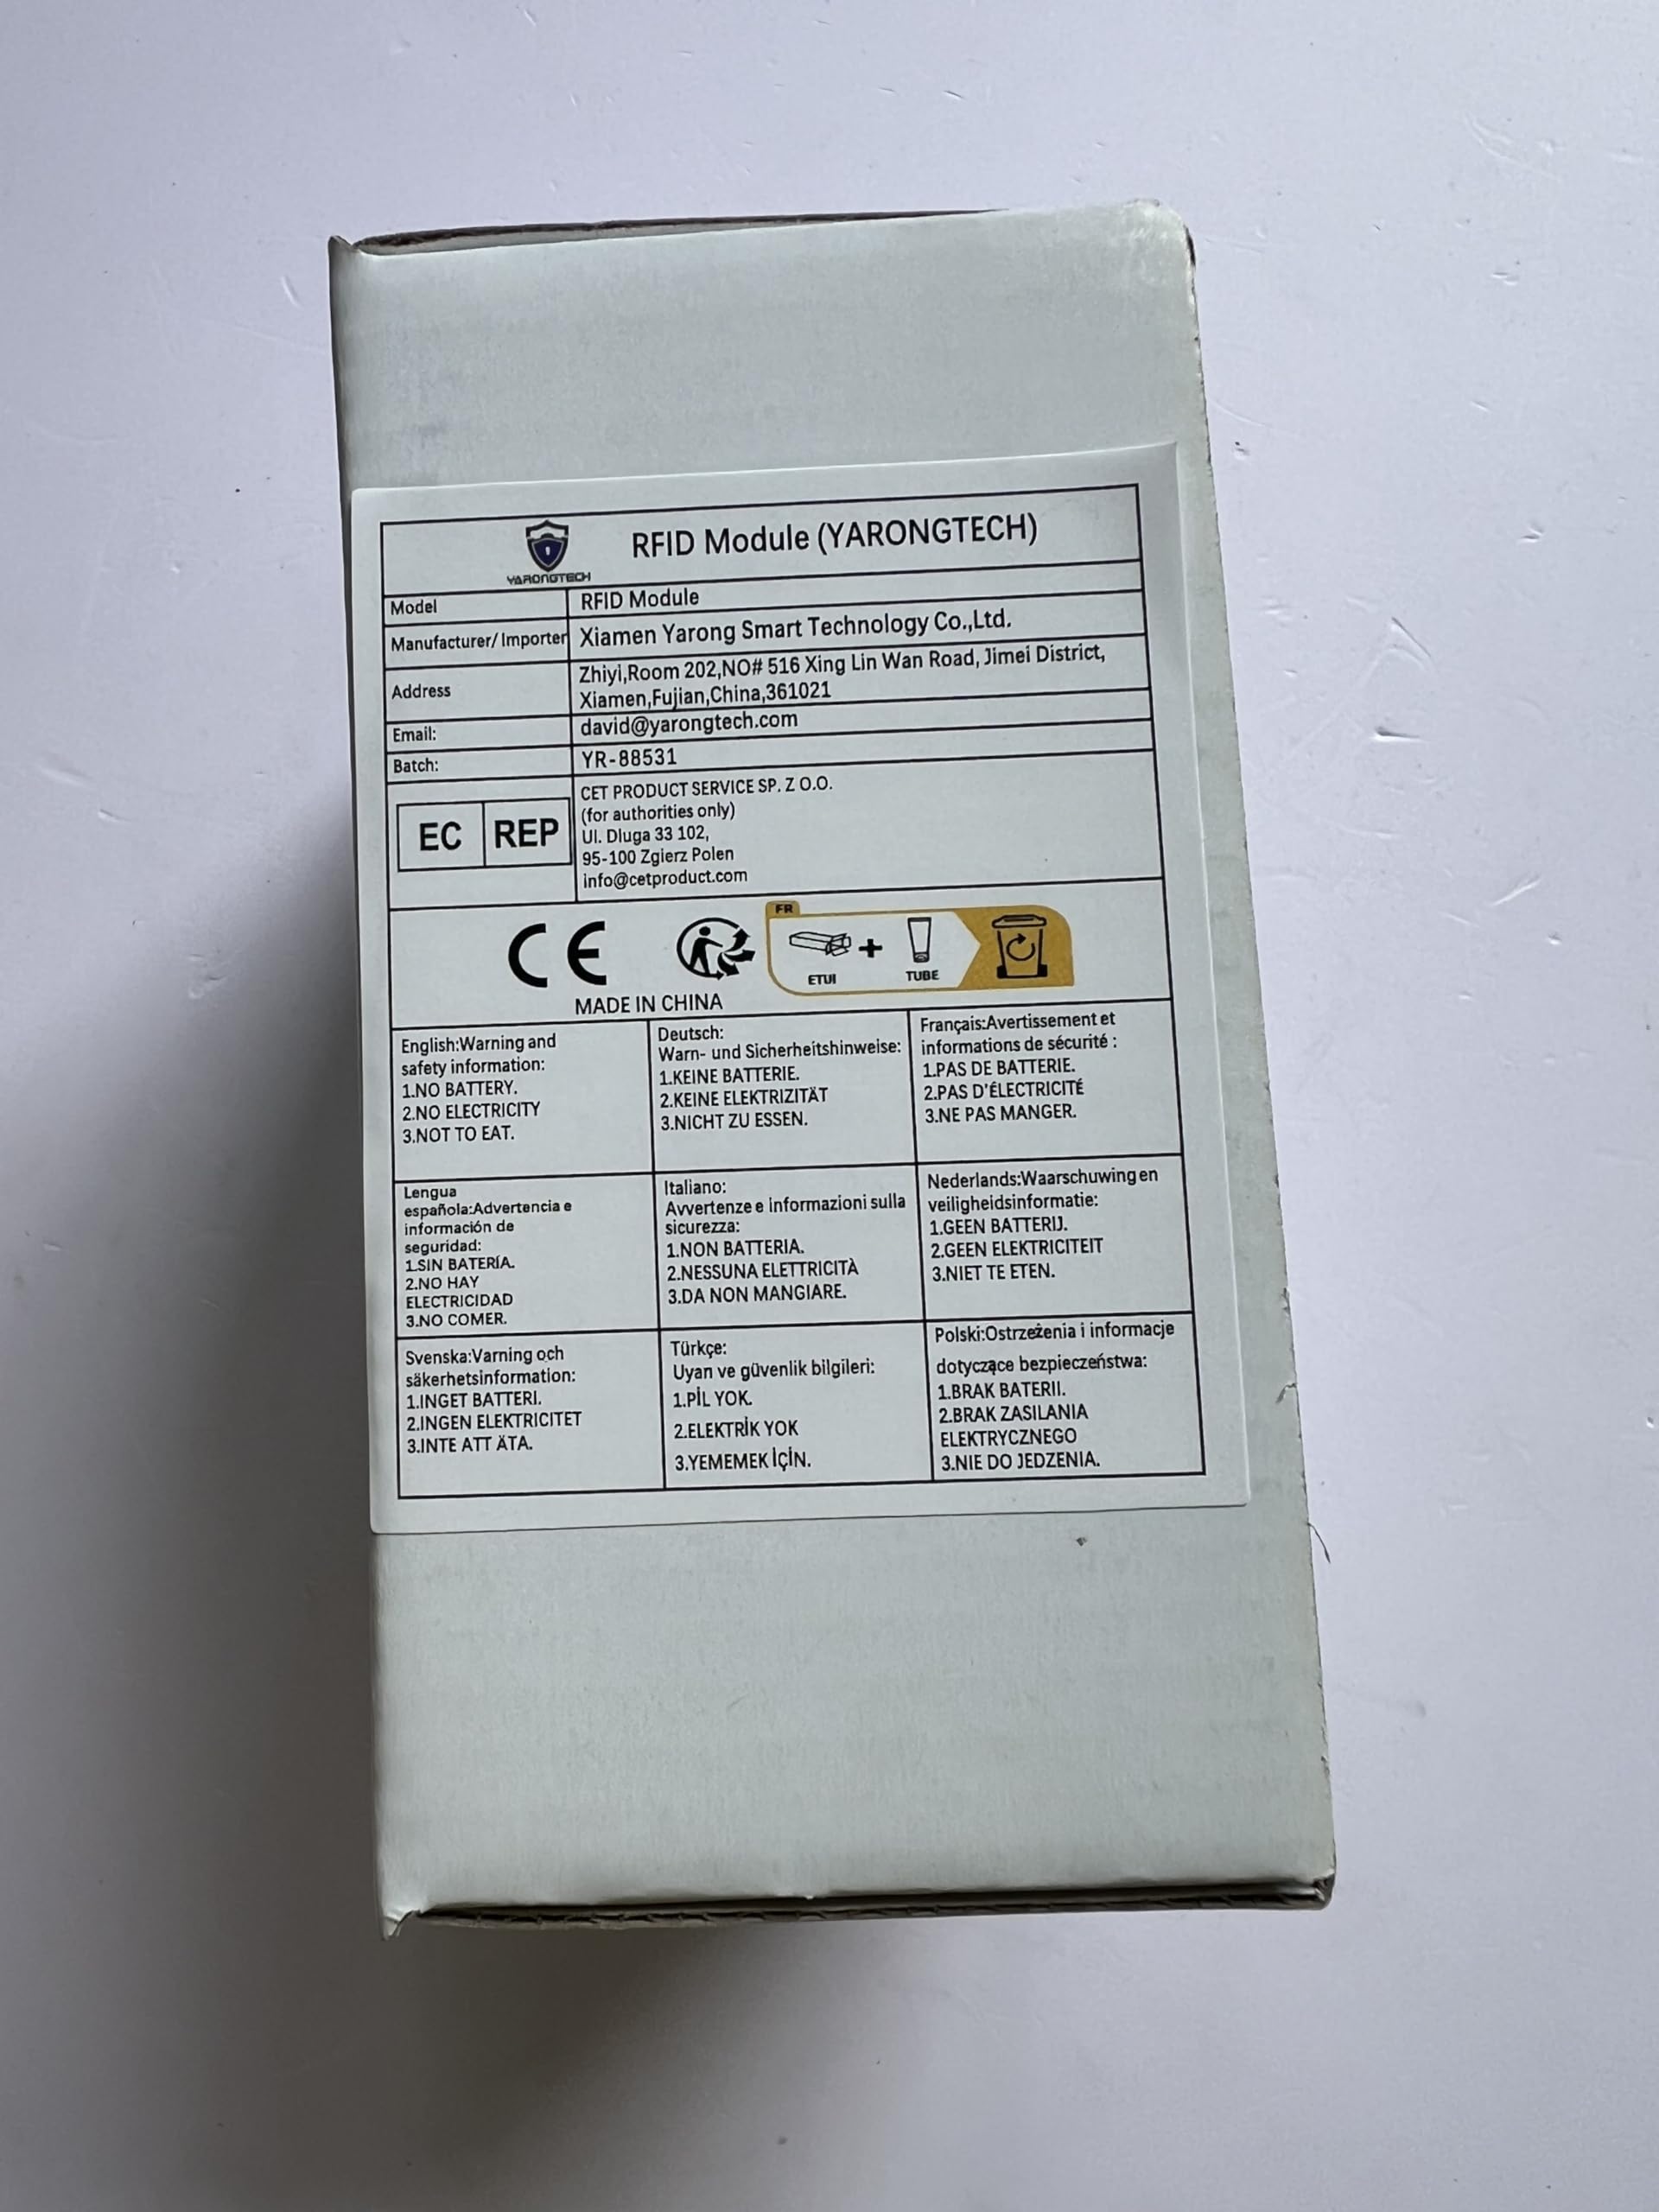 YARONGTECH
RFID Module (YARONGTECH)
Model
RFID Module
Manufacturer/ Importer
Xiamen Yarong Smart Technology Co.,Ltd.
Address
Zhiyi,Room 202,NO# 516 Xing Lin Wan Road, Jimei District,
Xiamen,Fujian,China,361021
Email:
david@yarongtech.com
Batch:
YR-88531
EC REP
CET PRODUCT SERVICE SP. Z O.O.
(for authorities only)
Ul. Dluga 33 102,
95-100 Zgierz Polen
info@cetproduct.com
CE
FR
ETUI
+
TUBE
MADE IN CHINA
English:Warning and
safety information:
1.NO BATTERY.
2.NO ELECTRICITY
3.NOT TO EAT.
Deutsch:
Warn- und Sicherheitshinweise:
1.KEINE BATTERIE.
2.KEINE ELEKTRIZITÄT
3.NICHT ZU ESSEN.
Français:Avertissement et
informations de sécurité :
1.PAS DE BATTERIE.
2.PAS D'ÉLECTRICITÉ
3.NE PAS MANGER.
Lengua
española:Advertencia e
información de
seguridad:
1.SIN BATERÍA.
2.NO HAY
ELECTRICIDAD
3.NO COMER.
Italiano:
Avvertenze e informazioni sulla
sicurezza:
1.NON BATTERIA.
2.NESSUNA ELETTRICITÀ
3.DA NON MANGIARE.
Nederlands:Waarschuwing en
veiligheidsinformatie:
1.GEEN BATTERIJ.
2.GEEN ELEKTRICITEIT
3.NIET TE ETEN.
Svenska:Varning och
säkerhetsinformation:
1.INGET BATTERI.
2.INGEN ELEKTRICITET
3.INTE ATT ÄTA.
Türkçe:
Uyan ve güvenlik bilgileri:
1.PİL YOK.
2.ELEKTRİK YOK
3.YEMEMEK İÇİN.
Polski:Ostrzeżenia i informacje
dotyczące bezpieczeństwa:
1.BRAK BATERII.
2.BRAK ZASILANIA
ELEKTRYCZNEGO
3.NIE DO JEDZENIA.